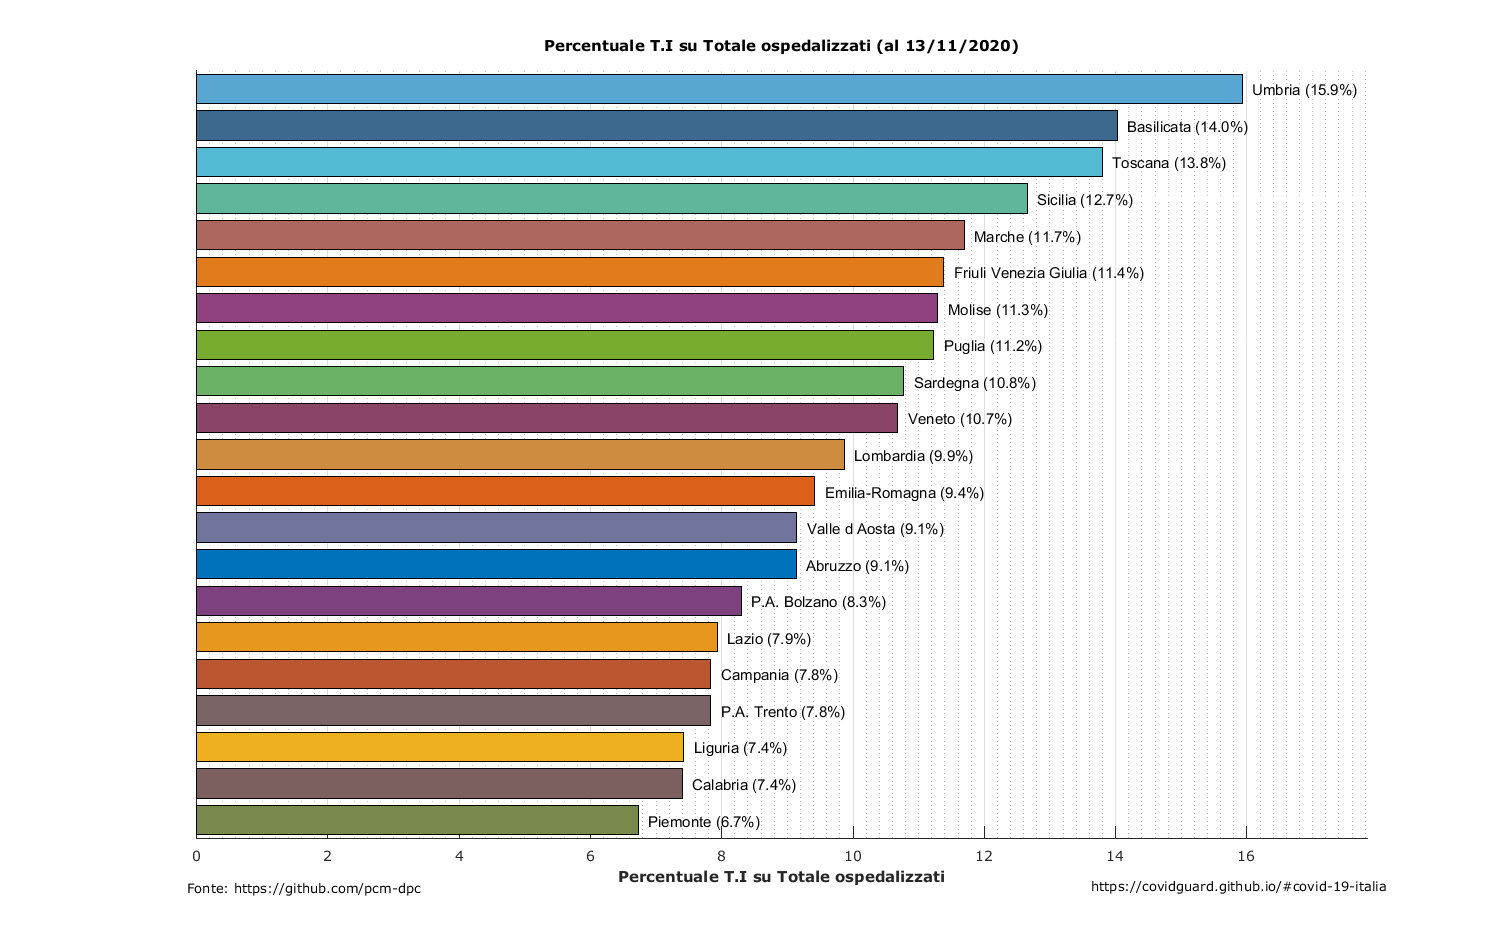 Percentuale T.I su Totale ospedalizzati (al 13/11/2020)
Umbria (15.9%)
Basilicata (14.0%)
Toscana (13.8%)
Sicilia (12.7%)
Marche (11.7%)
Friuli Venezia Giulia (11.4%)
Molise (11.3%)
Puglia (11.2%)
Sardegna (10.8%)
Veneto (10.7%)
Lombardia (9.9%)
Emilia-Romagna (9.4%)
Valle d Aosta (9.1%)
Abruzzo (9.1%)
P.A. Bolzano (8.3%)
Lazio (7.9%)
Campania (7.8%)
P.A. Trento (7.8%)
Liguria (7.4%)
Calabria (7.4%)
Piemonte (6.7%)
0 2 4 6 8 10 12 14 16
Percentuale T.I su Totale ospedalizzati
Fonte: https://github.com/pcm-dpc
https://covidguard.github.io/#covid-19-italia